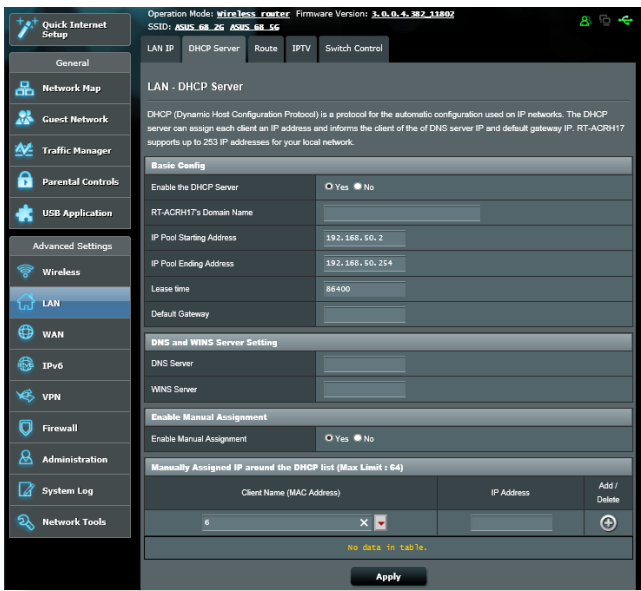 Quick Internet
Setup
General
Network Map
Guest Network
Traffic Manager
Parental Controls
USB Application
Advanced Settings
Wireless
LAN
WAN
IPv6
VPN
Firewall
Administration
System Log
Network Tools
Operation Mode: Wireless router Firmware Version: 3.0.0.4.382_11802
SSID: ASUS_68_2G ASUS_68_5G
LAN IP DHCP Server Route IPTV Switch Control
LAN - DHCP Server
DHCP (Dynamic Host Configuration Protocol) is a protocol for the automatic configuration used on IP networks. The DHCP
server can assign each client an IP address and informs the client of the of DNS server IP and default gateway IP. RT-ACRH17
supports up to 253 IP addresses for your local network.
Basic Config
Enable the DHCP Server Yes No
RT-ACRH17's Domain Name
IP Pool Starting Address 192.168.50.2
IP Pool Ending Address 192.168.50.254
Lease time 86400
Default Gateway
DNS and WINS Server Setting
DNS Server
WINS Server
Enable Manual Assignment
Enable Manual Assignment Yes No
Manually Assigned IP around the DHCP list (Max Limit : 64)
Client Name (MAC Address) IP Address Add /
Delete
6
No data in table.
Apply